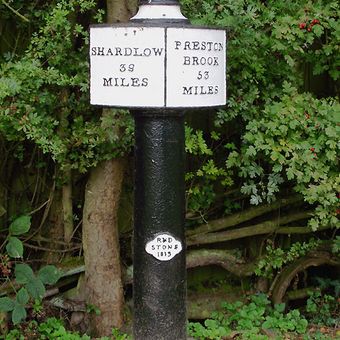 SHARDLOW
39
MILES
PRESTON
BROOK
53
MILES
R&D
STONE
1819